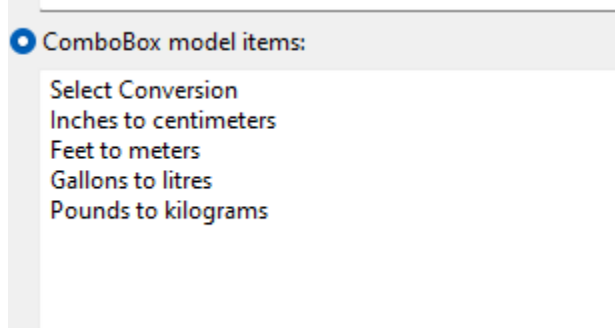 ComboBox model items:
Select Conversion
Inches to centimeters
Feet to meters
Gallons to litres
Pounds to kilograms